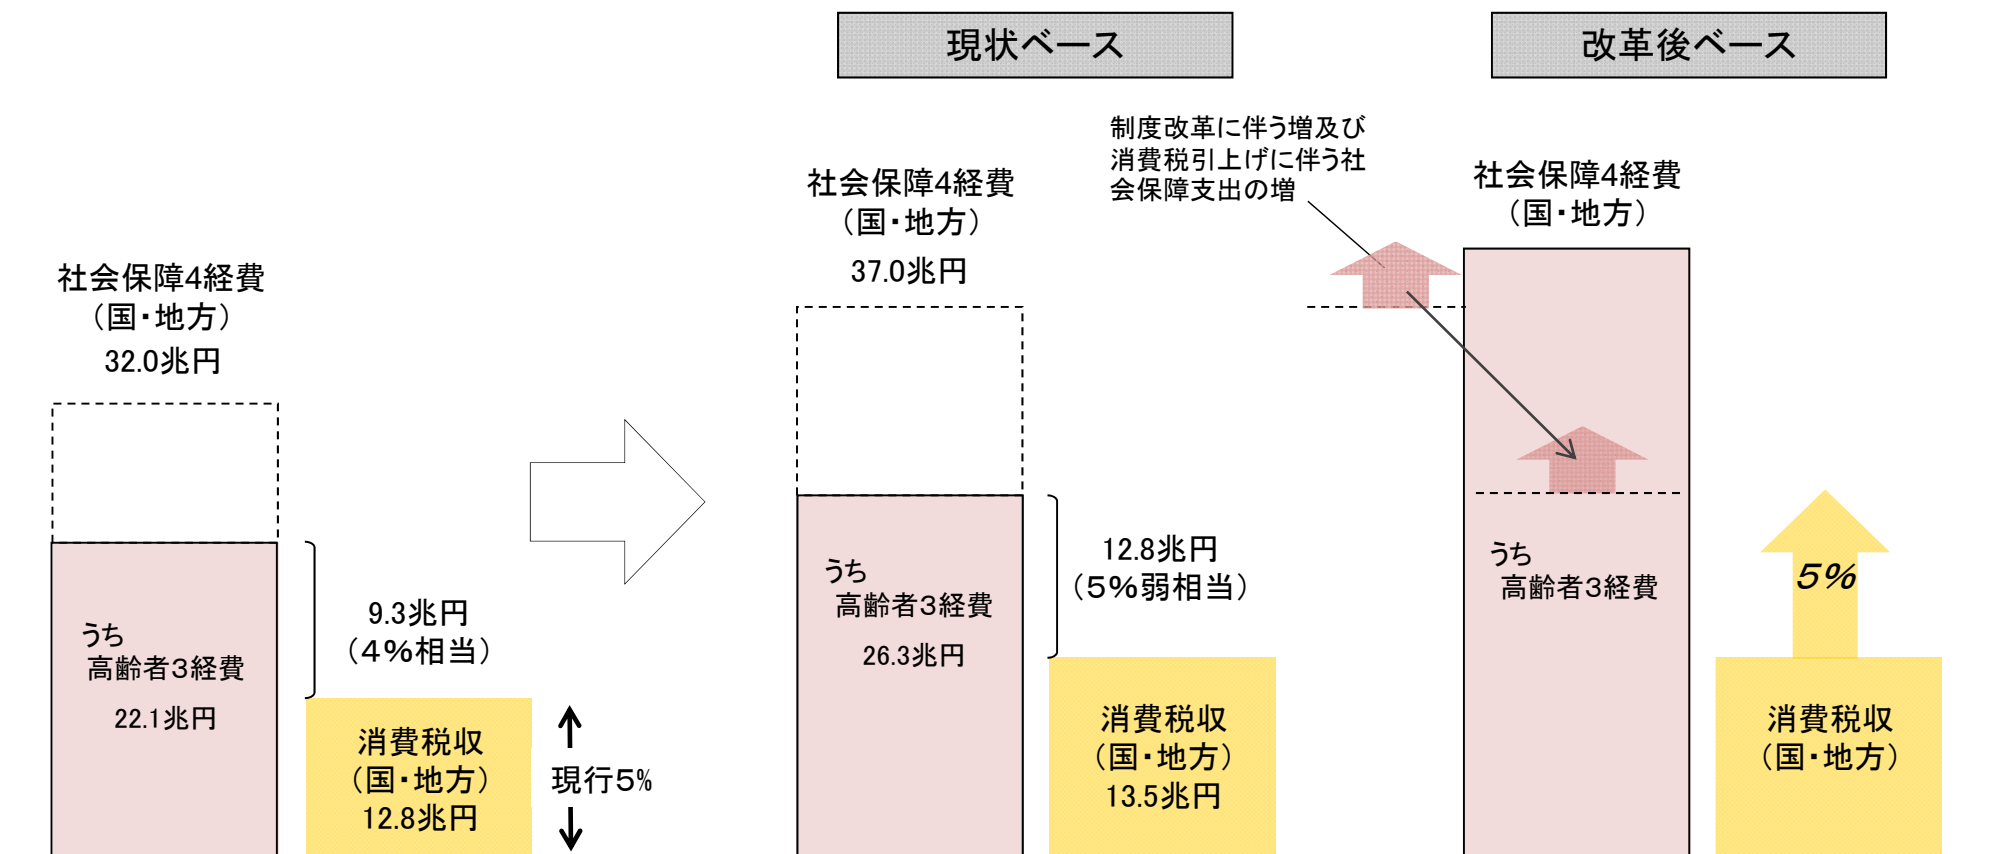 現状ベース
改革後ベース
制度改革に伴う増及び
消費税引上げに伴う社
会保障支出の増
社会保障4経費
（国・地方）
32.0兆円
うち
高齢者３経費
22.1兆円
9.3兆円
（４％相当）
消費税収
（国・地方）
12.8兆円
現行５％
社会保障4経費
（国・地方）
37.0兆円
うち
高齢者３経費
26.3兆円
12.8兆円
（５％弱相当）
消費税収
（国・地方）
13.5兆円
社会保障4経費
（国・地方）
うち
高齢者３経費
5％
消費税収
（国・地方）